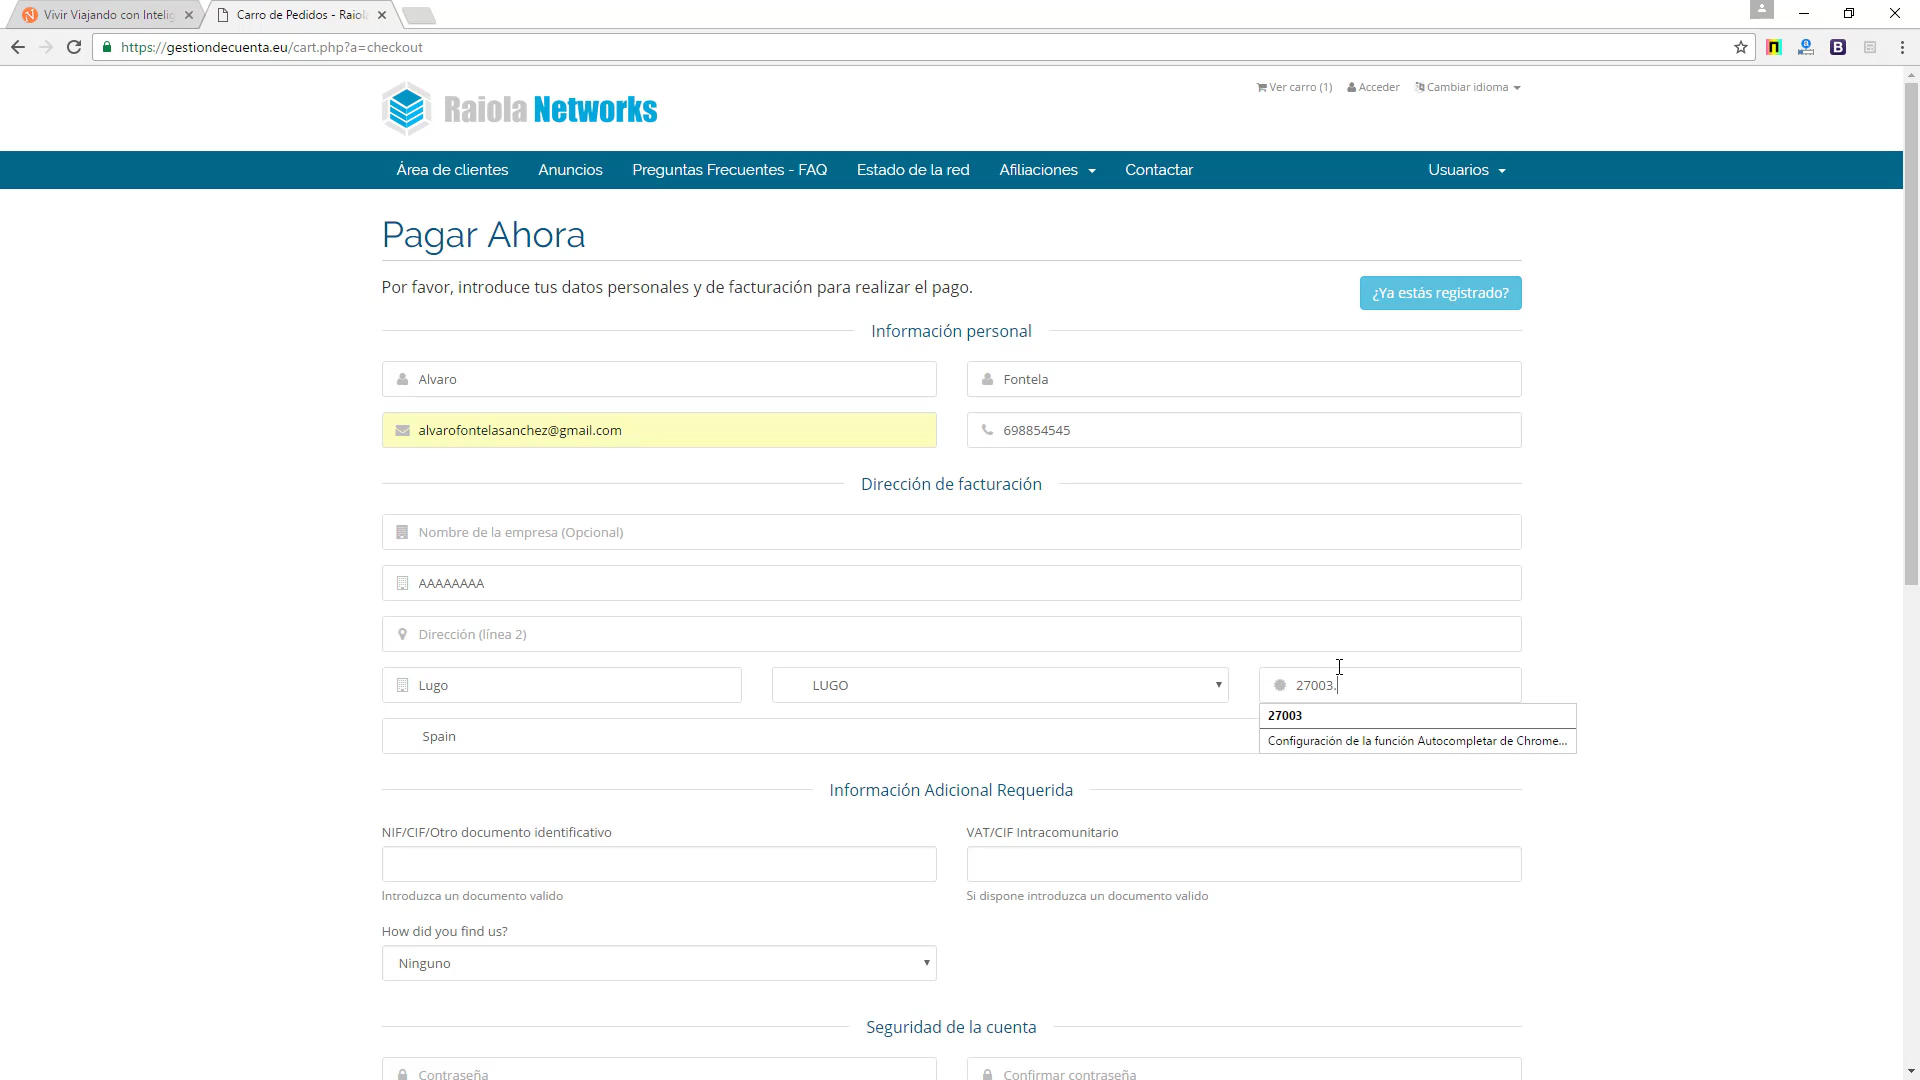 Vivir Viajando con Intelig
Carro de Pedidos - Raiola
https://gestiondecuenta.eu/cart.php?a=checkout
Raiola Networks
Ver carro (1) Acceder Cambiar idioma
Área de clientes Anuncios Preguntas Frecuentes - FAQ Estado de la red Afiliaciones Contactar Usuarios
Pagar Ahora
Por favor, introduce tus datos personales y de facturación para realizar el pago.
¿Ya estás registrado?
Información personal
Alvaro
Fontela
alvarofontelasanchez@gmail.com
698854545
Dirección de facturación
Nombre de la empresa (Opcional)
AAAAAAAA
Dirección (línea 2)
Lugo
LUGO
27003.
27003
Configuración de la función Autocompletar de Chrome...
Spain
Información Adicional Requerida
NIF/CIF/Otro documento identificativo
VAT/CIF Intracomunitario
Introduzca un documento valido
Si dispone introduzca un documento valido
How did you find us?
Ninguno
Seguridad de la cuenta
Contraseña
Confirmar contraseña